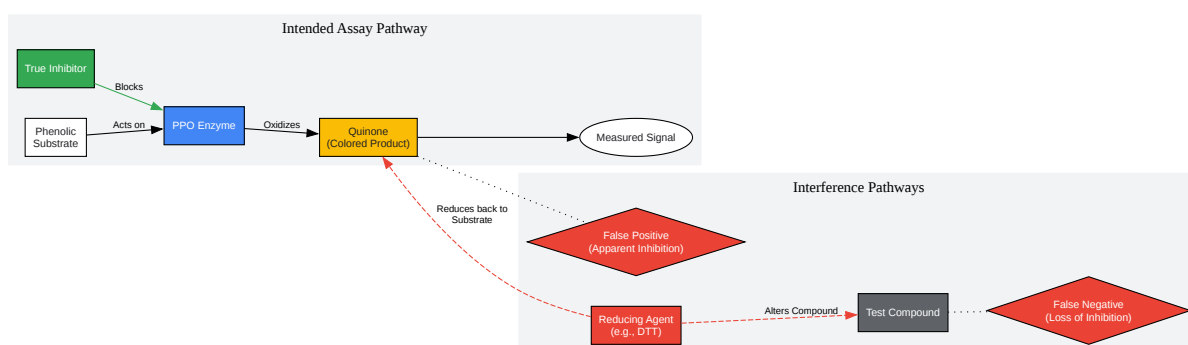 Intended Assay Pathway
True Inhibitor
Blocks
Phenolic
Substrate
Acts on
PPO Enzyme
Oxidizes
Quinone
(Colored Product)
Measured Signal
Interference Pathways
Reduces back to
Substrate
False Positive
(Apparent Inhibition)
Reducing Agent
(e.g., DTT)
Alters Compound
Test Compound
False Negative
(Loss of Inhibition)